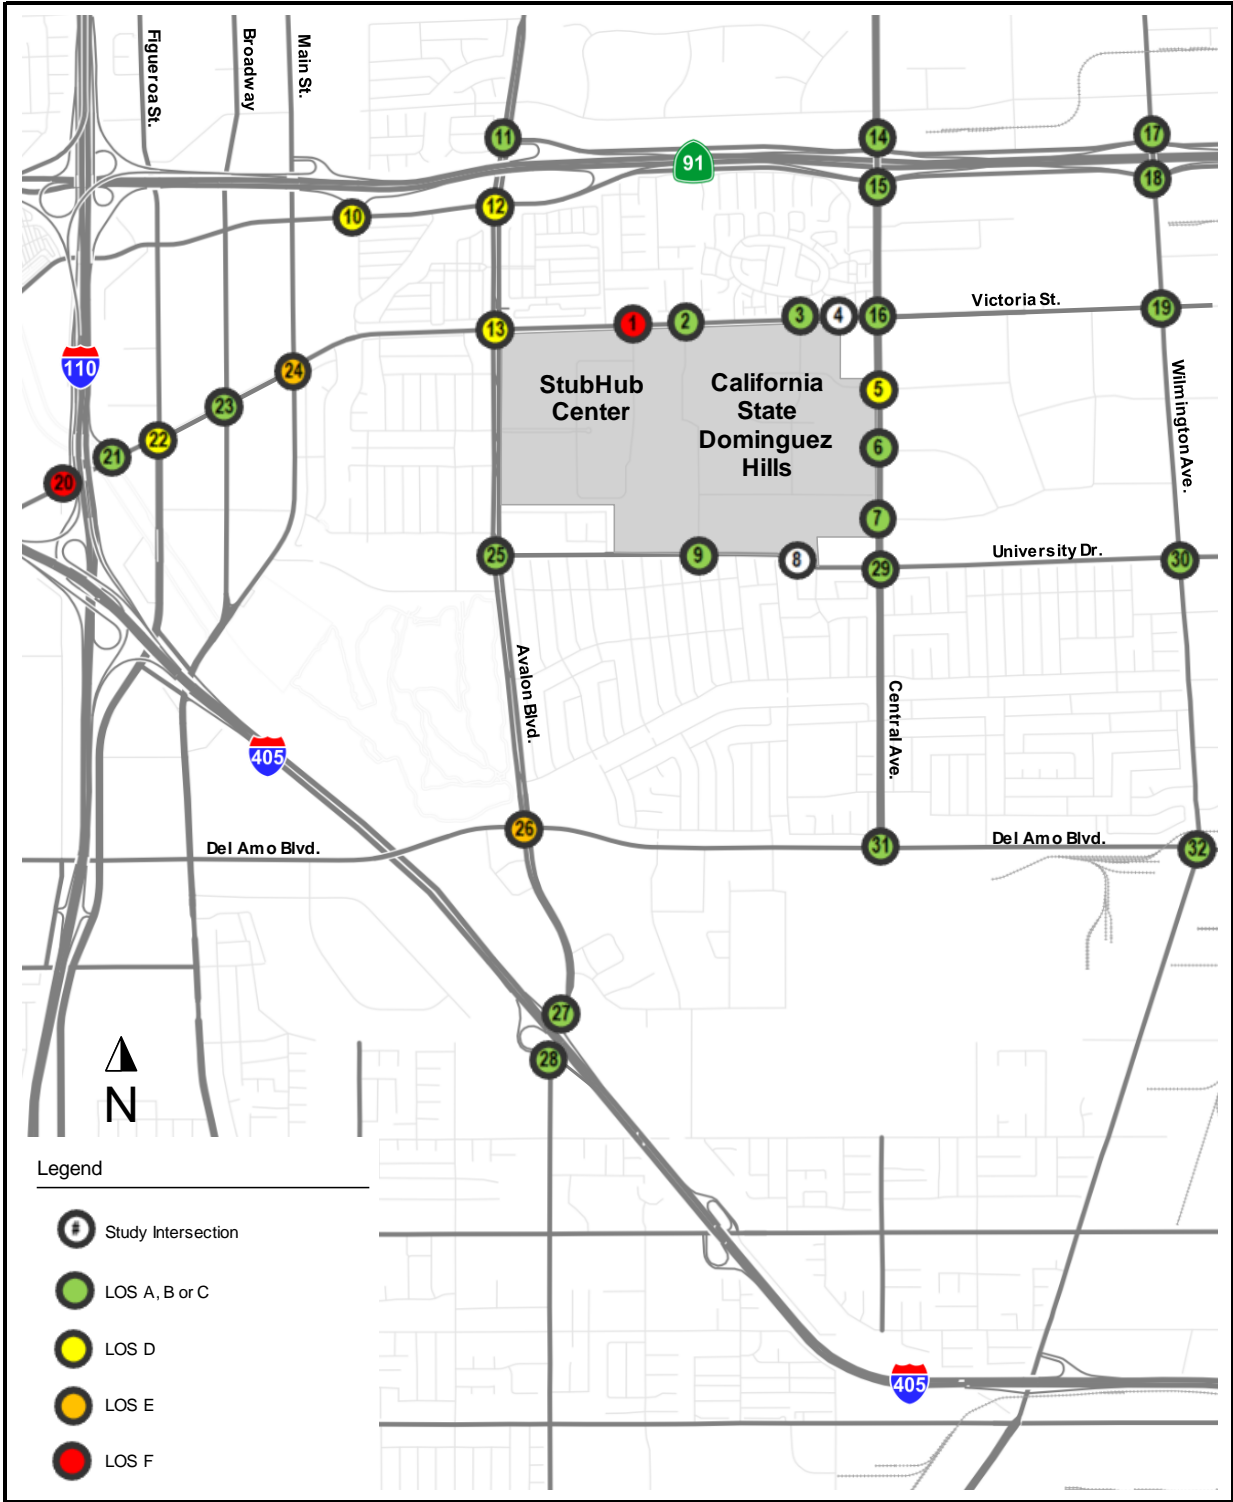 Figueroa St.
Broadway
Main St.
11
14
17
91
15
18
10
12
Victoria St.
13
1
2
3
4
16
19
110
24
StubHub
Center
California
State
Dominguez
Hills
5
Wilmington Ave.
23
22
21
6
20
7
25
9
8
29
University Dr.
30
Avalon Blvd.
Central Ave.
405
26
Del Amo Blvd.
31
Del Amo Blvd.
32
27
28
N
Legend
# Study Intersection
LOS A, B or C
LOS D
LOS E
LOS F
405